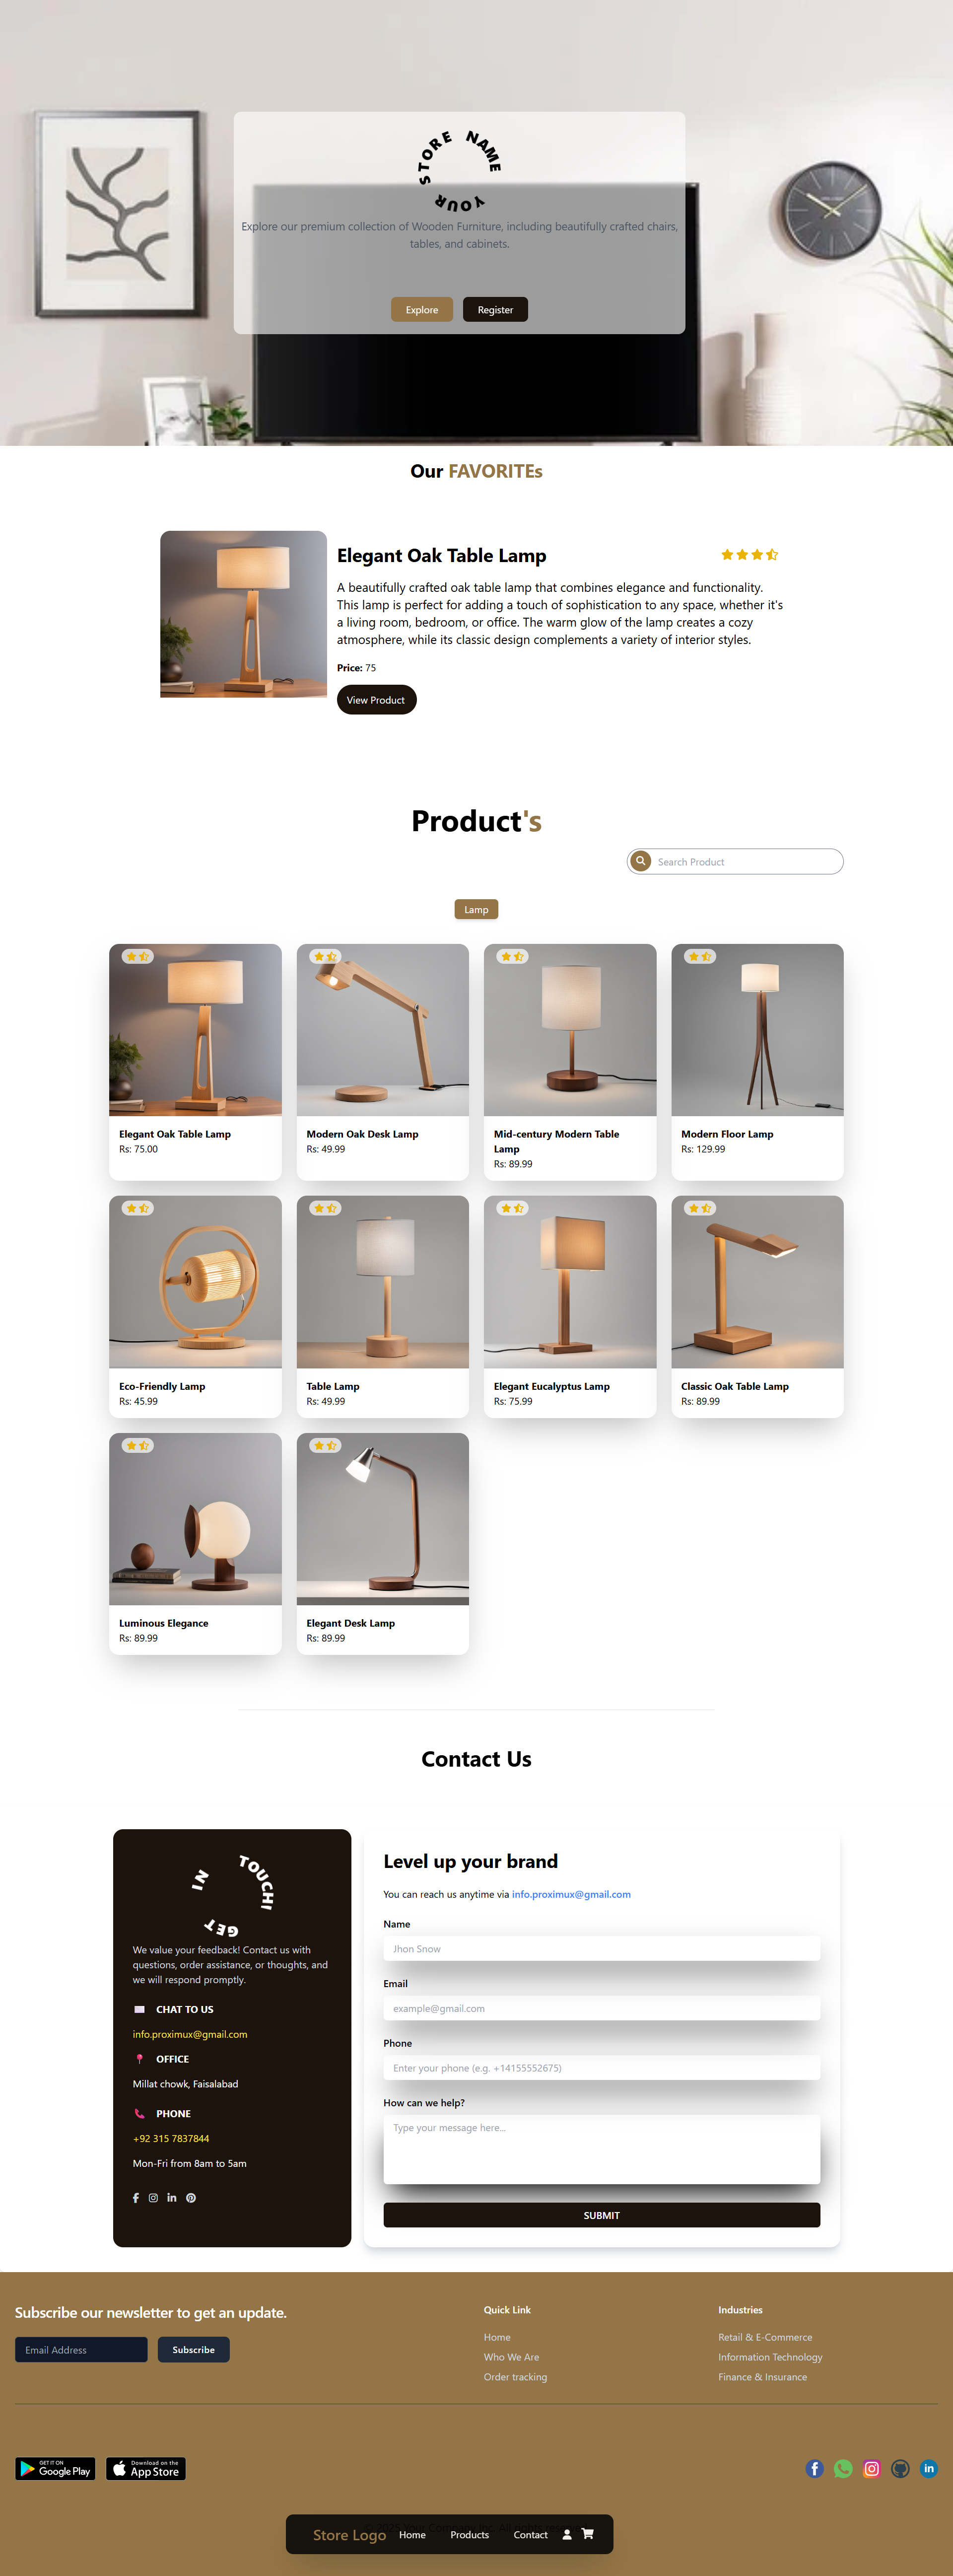 YOUR STORE NAME
Explore our premium collection of Wooden Furniture, including beautifully crafted chairs,
tables, and cabinets.
Explore
Register
Our FAVORITEs
Elegant Oak Table Lamp
A beautifully crafted oak table lamp that combines elegance and functionality.
This lamp is perfect for adding a touch of sophistication to any space, whether it's
a living room, bedroom, or office. The warm glow of the lamp creates a cozy
atmosphere, while its classic design complements a variety of interior styles.
Price: 75
View Product
Product's
Search Product
Lamp
Elegant Oak Table Lamp
Rs: 75.00
Modern Oak Desk Lamp
Rs: 49.99
Mid-century Modern Table
Lamp
Rs: 89.99
Modern Floor Lamp
Rs: 129.99
Eco-Friendly Lamp
Rs: 45.99
Table Lamp
Rs: 49.99
Elegant Eucalyptus Lamp
Rs: 75.99
Classic Oak Table Lamp
Rs: 89.99
Luminous Elegance
Rs: 89.99
Elegant Desk Lamp
Rs: 89.99
Contact Us
GET IN TOUCH!
We value your feedback! Contact us with
questions, order assistance, or thoughts, and
we will respond promptly.
CHAT TO US
info.proximux@gmail.com
OFFICE
Millat chowk, Faisalabad
PHONE
+92 315 7837844
Mon-Fri from 8am to 5am
Level up your brand
You can reach us anytime via info.proximux@gmail.com
Name
Jhon Snow
Email
example@gmail.com
Phone
Enter your phone (e.g. +14155552675)
How can we help?
Type your message here...
SUBMIT
Subscribe our newsletter to get an update.
Email Address
Subscribe
Quick Link
Home
Who We Are
Order tracking
Industries
Retail & E-Commerce
Information Technology
Finance & Insurance
GET IT ON
Google Play
Download on the
App Store
Store Logo
Home
Products
Contact